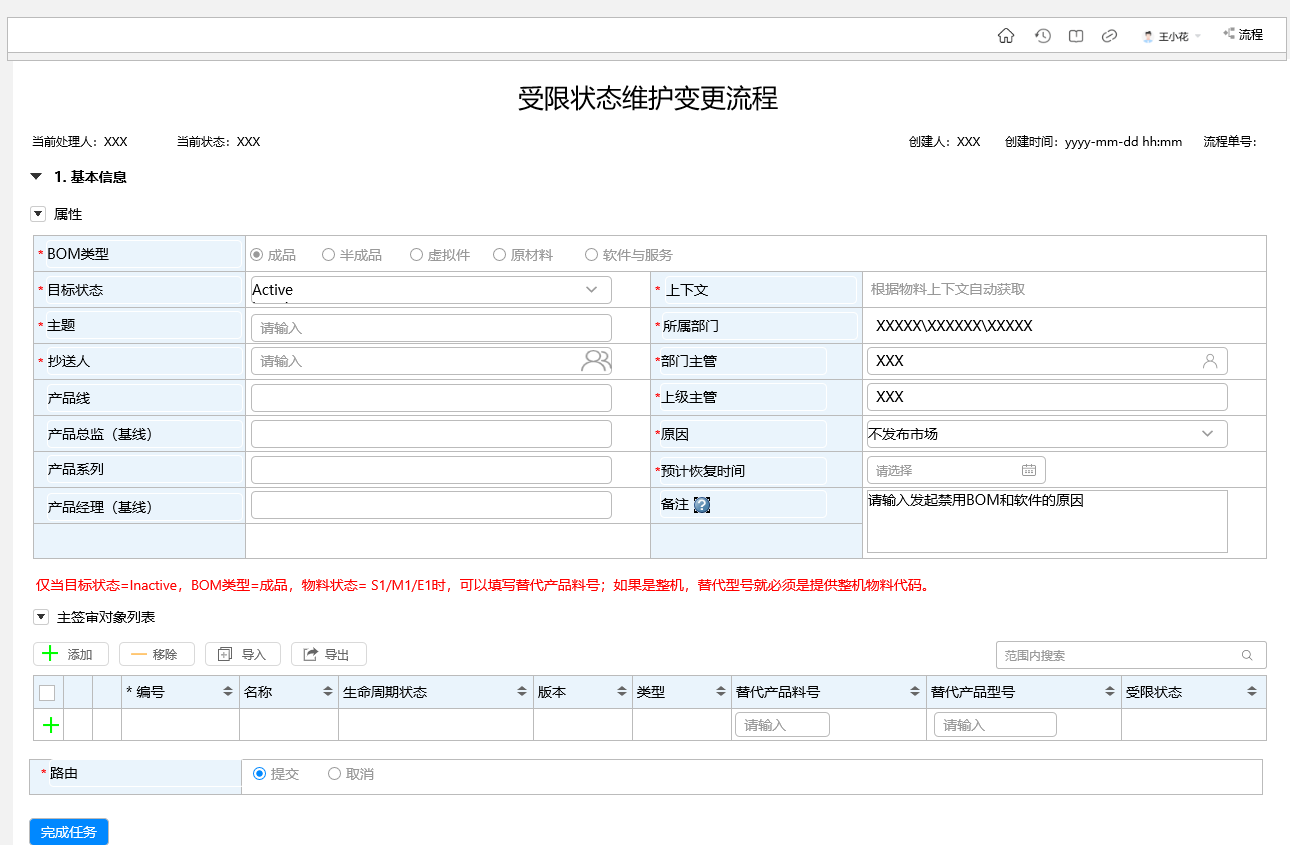 王小花 流程
受限状态维护变更流程
当前处理人：XXX 当前状态：XXX 创建人：XXX 创建时间：yyyy-mm-dd hh:mm 流程单号：
1. 基本信息
属性
* BOM类型 成品 半成品 虚拟件 原材料 软件与服务
* 目标状态 Active * 上下文 根据物料上下文自动获取
* 主题 请输入 * 所属部门 XXXXX\XXXXXX\XXXXX
* 抄送人 请输入 *部门主管 XXX
产品线 *上级主管 XXX
产品总监（基线） *原因 不发布市场
产品系列 *预计恢复时间 请选择
产品经理（基线） 备注 ? 请输入发起禁用BOM和软件的原因
仅当目标状态=Inactive，BOM类型=成品，物料状态= S1/M1/E1时，可以填写替代产品料号；如果是整机，替代型号就必须是提供整机物料代码。
主签审对象列表
添加 移除 导入 导出 范围内搜索
* 编号 名称 生命周期状态 版本 类型 替代产品料号 替代产品型号 受限状态
请输入 请输入
* 路由 提交 取消
完成任务